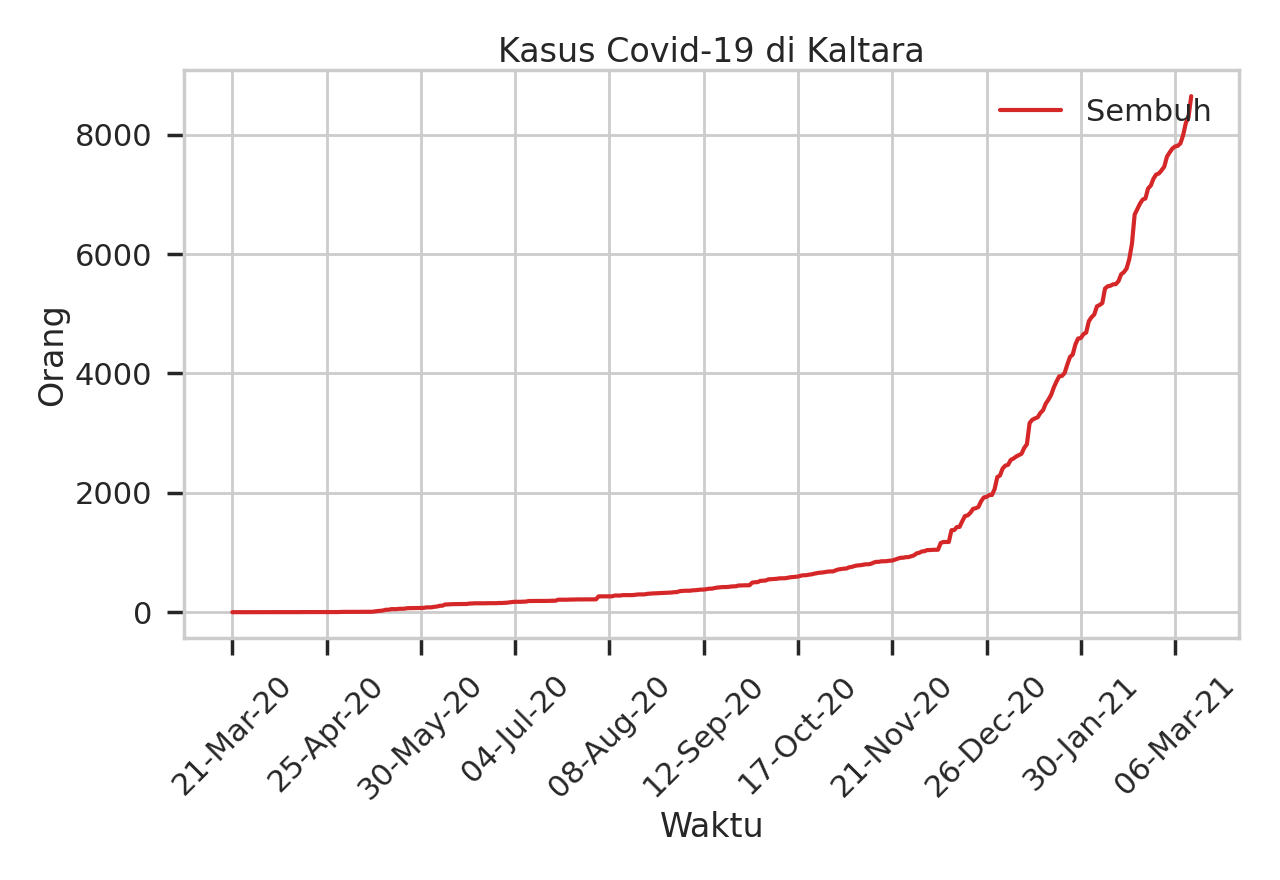 Kasus Covid-19 di Kaltara
Sembuh
Orang
8000
6000
4000
2000
0
21-Mar-20
25-Apr-20
30-May-20
04-Jul-20
08-Aug-20
12-Sep-20
17-Oct-20
21-Nov-20
26-Dec-20
30-Jan-21
06-Mar-21
Waktu